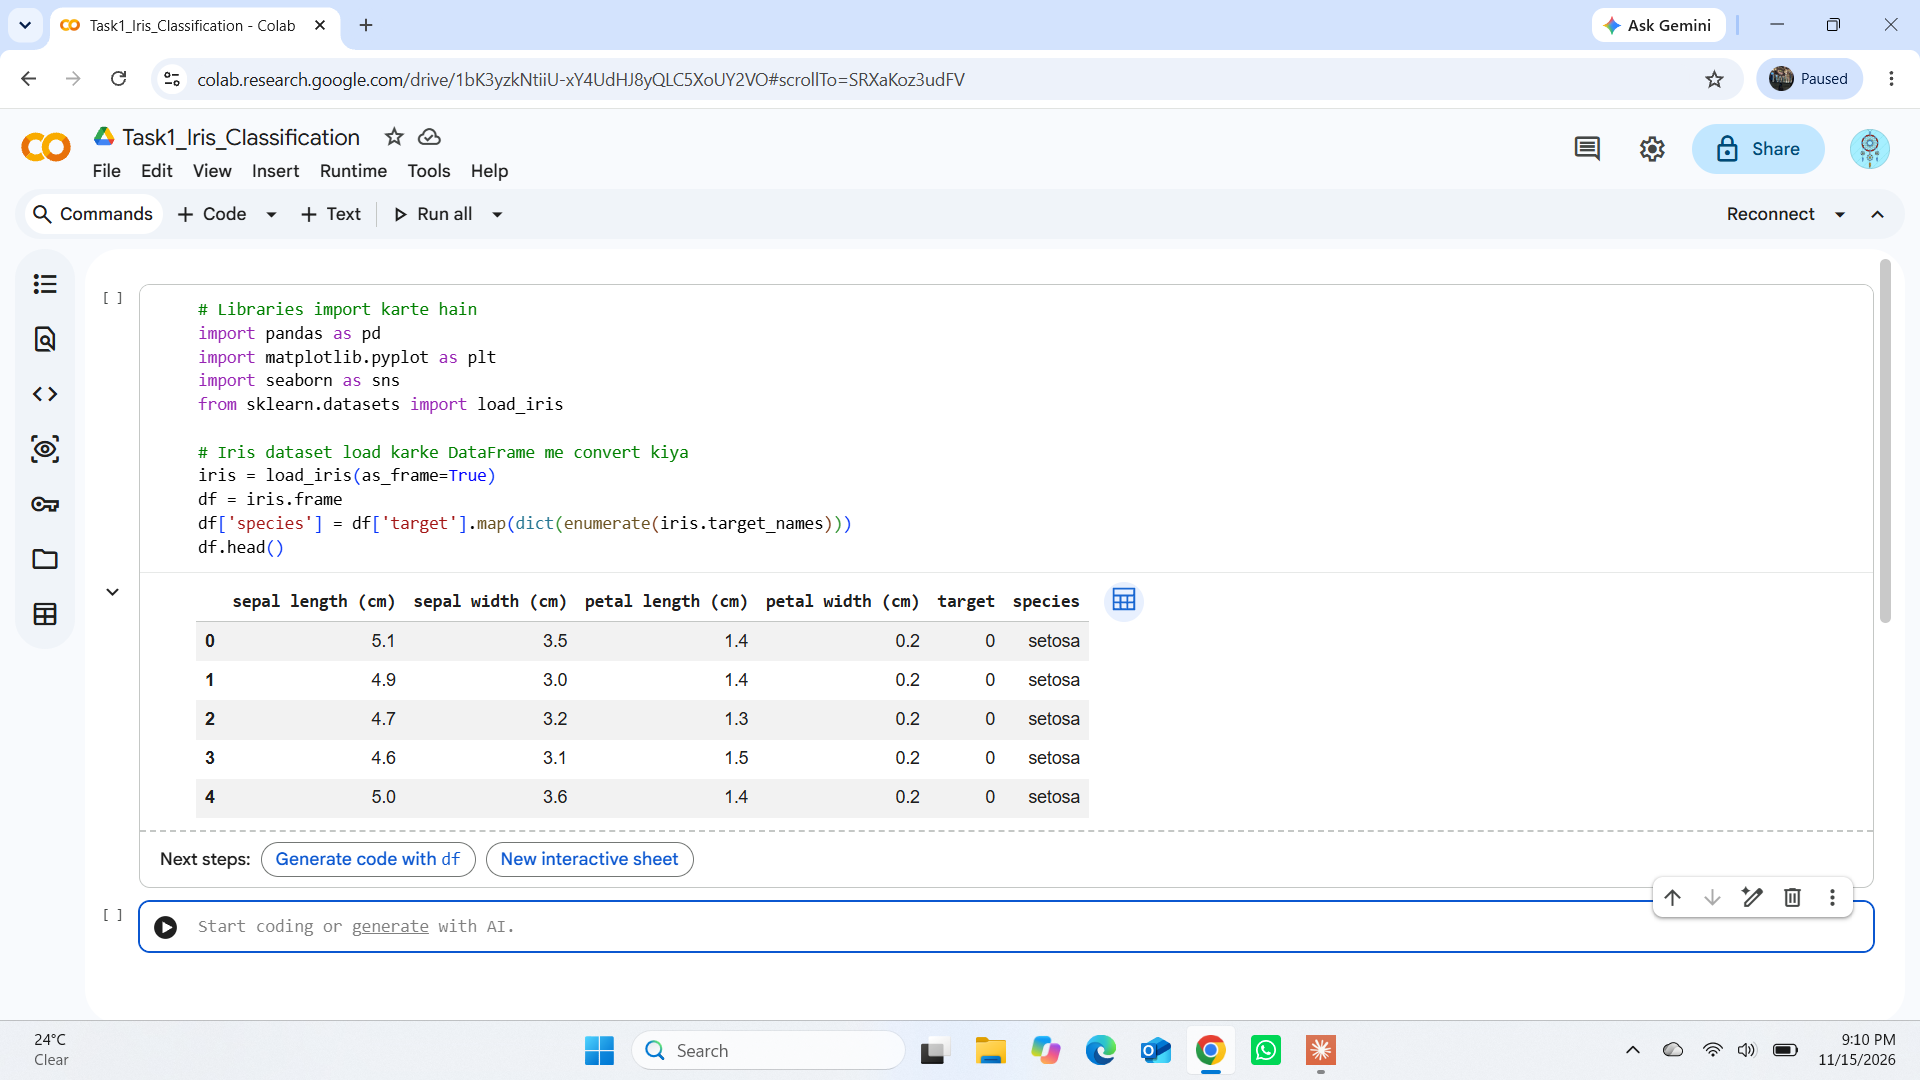 Task1_Iris_Classification - Colab
Ask Gemini
colab.research.google.com/drive/1bK3yzkNtiiU-xY4UdHJ8yQLC5XoUY2VO#scrollTo=SRXaKoz3udFV
Paused
Task1_Iris_Classification
File Edit View Insert Runtime Tools Help
Share
Commands + Code + Text Run all
Reconnect
[ ]
# Libraries import karte hain
import pandas as pd
import matplotlib.pyplot as plt
import seaborn as sns
from sklearn.datasets import load_iris
# Iris dataset load karke DataFrame me convert kiya
iris = load_iris(as_frame=True)
df = iris.frame
df['species'] = df['target'].map(dict(enumerate(iris.target_names)))
df.head()
sepal length (cm) sepal width (cm) petal length (cm) petal width (cm) target species
0 5.1 3.5 1.4 0.2 0 setosa
1 4.9 3.0 1.4 0.2 0 setosa
2 4.7 3.2 1.3 0.2 0 setosa
3 4.6 3.1 1.5 0.2 0 setosa
4 5.0 3.6 1.4 0.2 0 setosa
Next steps: Generate code with df New interactive sheet
[ ] Start coding or generate with AI.
24°C
Clear
Search
9:10 PM
11/15/2026